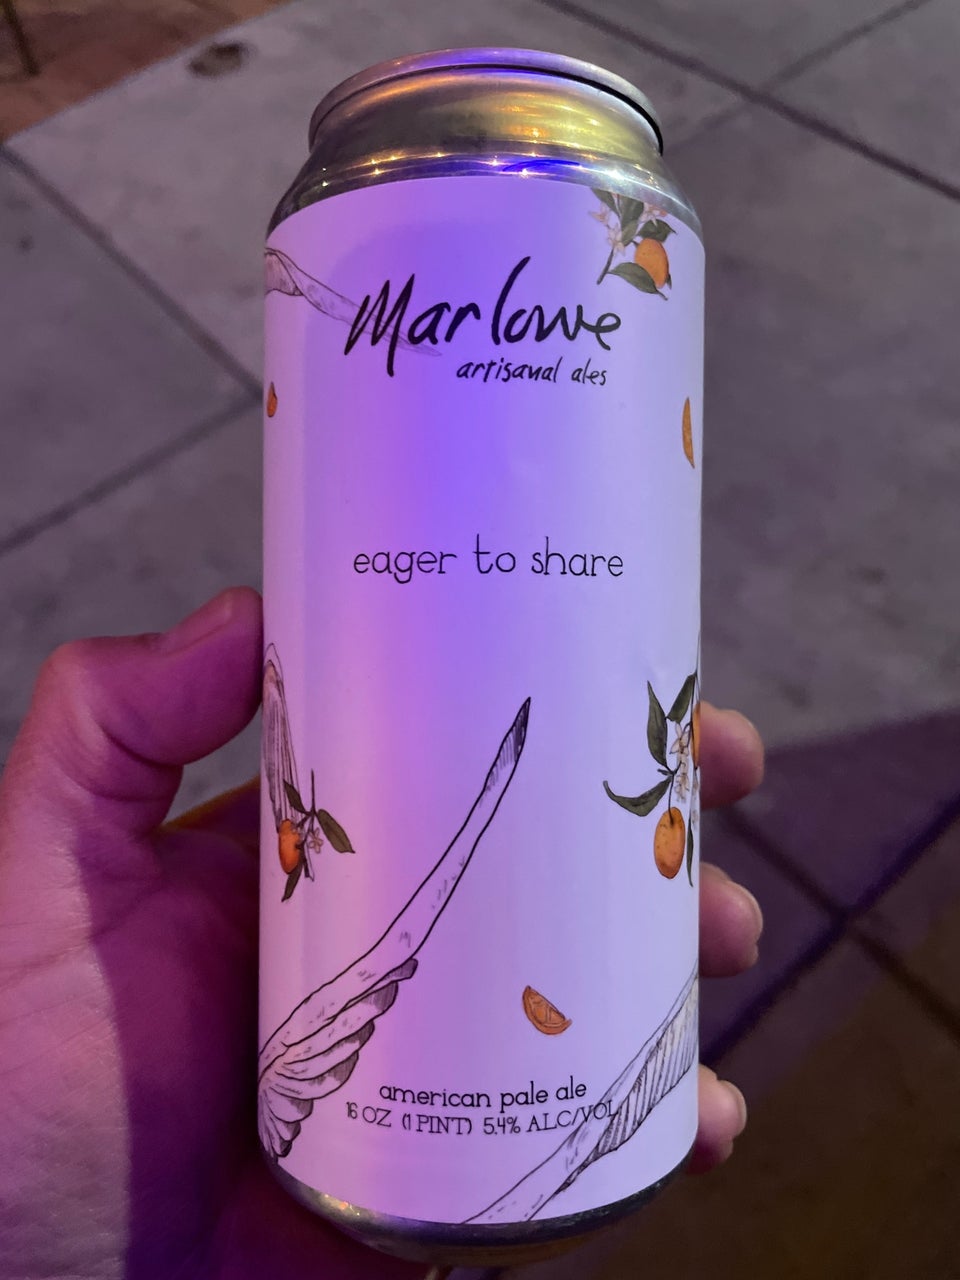 Marlowe
artisanal ales
eager to share
american pale ale
16 OZ (1 PINT) 5.4% ALC/VOL